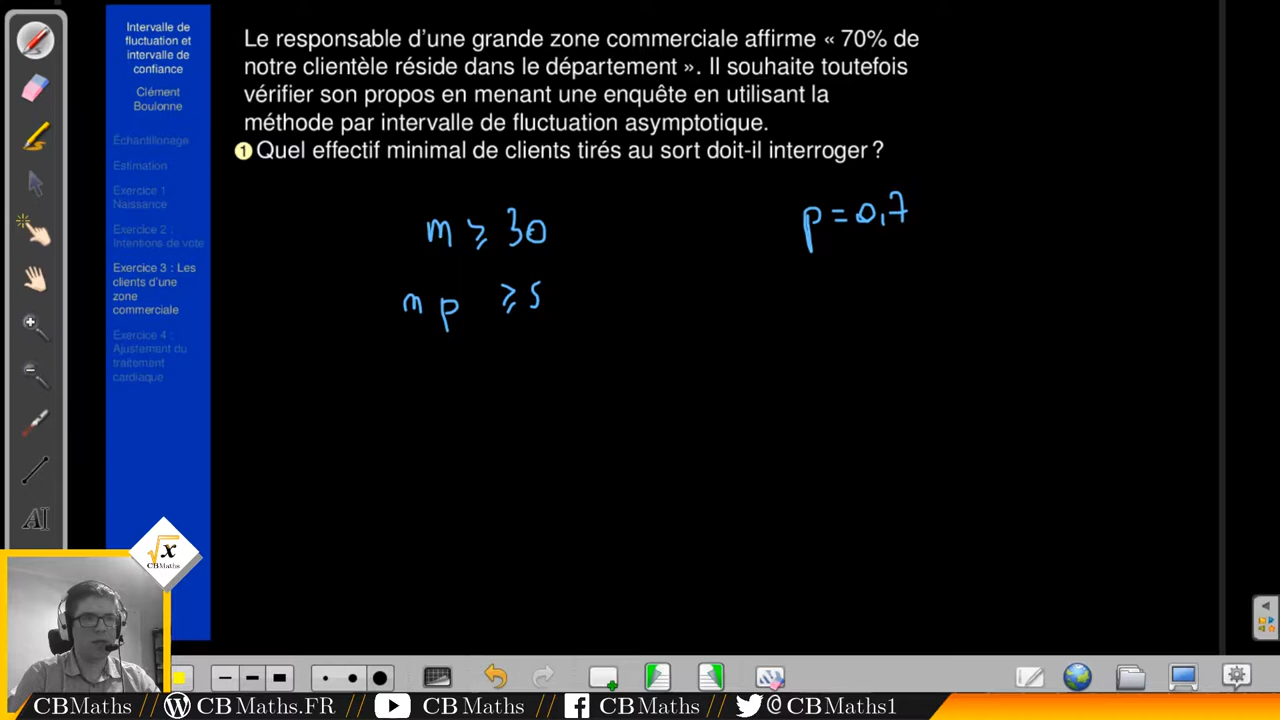 Intervalle de
fluctuation et
intervalle de
confiance
Clément
Boulonne
Échantillonage
Estimation
Exercice 1
Naissance
Exercice 2 :
Intentions de vote
Exercice 3 : Les
clients d'une
zone
commerciale
Exercice 4 :
Ajustement du
traitement
cardiaque
Le responsable d'une grande zone commerciale affirme « 70% de
notre clientèle réside dans le département ». Il souhaite toutefois
vérifier son propos en menant une enquête en utilisant la
méthode par intervalle de fluctuation asymptotique.
1 Quel effectif minimal de clients tirés au sort doit-il interroger ?
n ⩾ 30
p = 0,7
n p ⩾ 5
AI
√x
CBMaths
CBMaths CBMaths.FR CBMaths CBMaths @CBMaths1